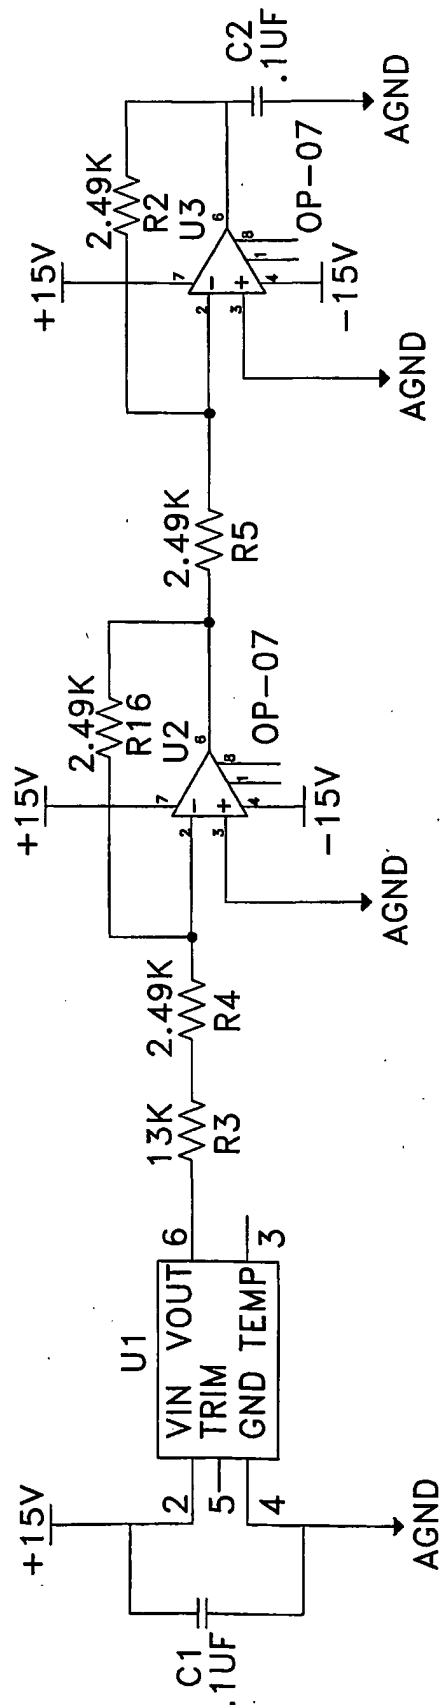 +15V
C1
.1UF
2
5
4
AGND
U1
VIN VOUT
TRIM
GND TEMP
6
3
13K
R3
2.49K
R4
2.49K
R16
+15V
7
U2
2
-
6
3
+
8
1
4
OP-07
-15V
AGND
2.49K
R5
2.49K
R2
+15V
7
U3
2
-
6
3
+
8
1
4
OP-07
-15V
AGND
C2
.1UF
AGND